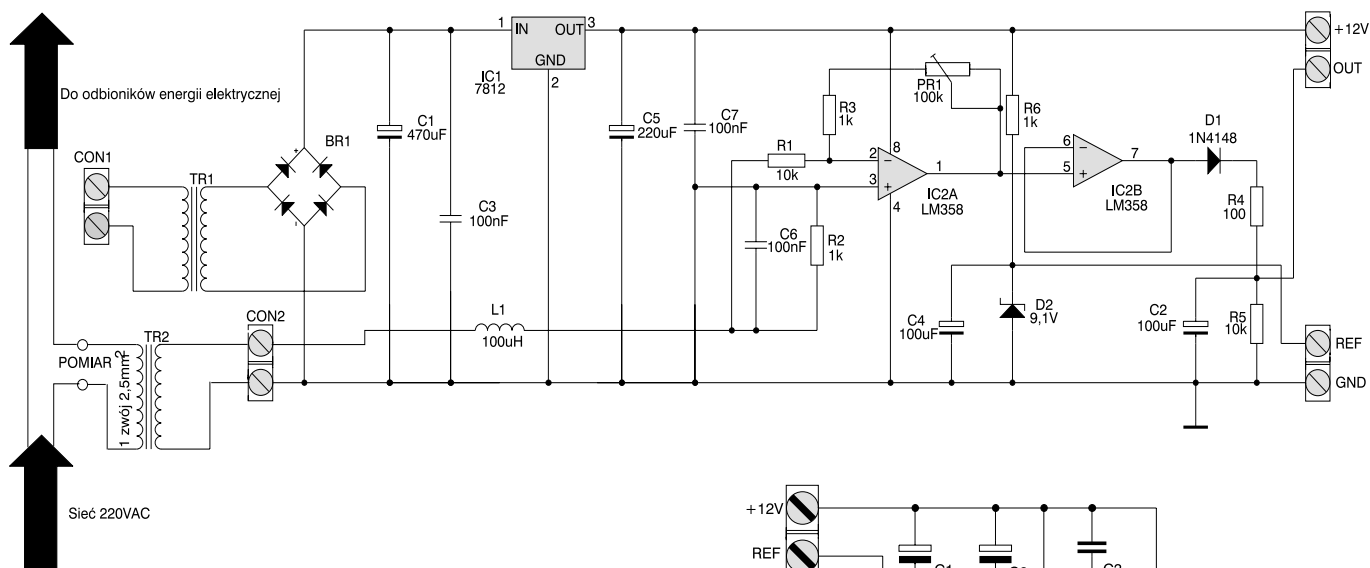 1
IN
OUT
3
GND
2
IC1
7812
+12V
OUT
Do odbioników energii elektrycznej
CON1
TR1
BR1
+
-
C1
470uF
C3
100nF
C5
220uF
C7
100nF
R3
1k
PR1
100k
R1
10k
2
3
8
4
1
IC2A
LM358
R6
1k
6
5
7
IC2B
LM358
D1
1N4148
R4
100
C6
100nF
R2
1k
L1
100uH
CON2
C4
100uF
D2
9,1V
C2
100uF
R5
10k
REF
GND
TR2
POMIAR
1 zwój 2,5mm2
Sieć 220VAC
+12V
REF
C1
C2